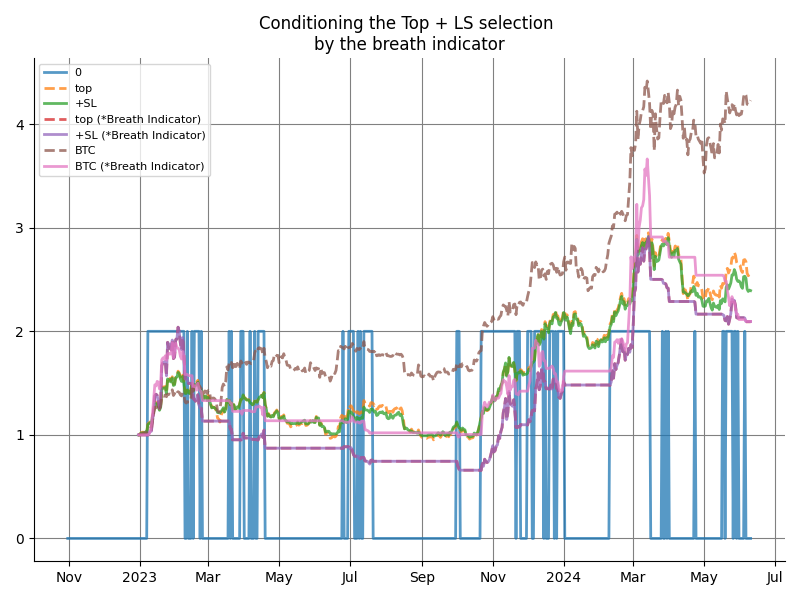 Conditioning the Top + LS selection
by the breath indicator
0
top
+SL
top (*Breath Indicator)
+SL (*Breath Indicator)
BTC
BTC (*Breath Indicator)
4
3
2
1
0
Nov
2023
Mar
May
Jul
Sep
Nov
2024
Mar
May
Jul